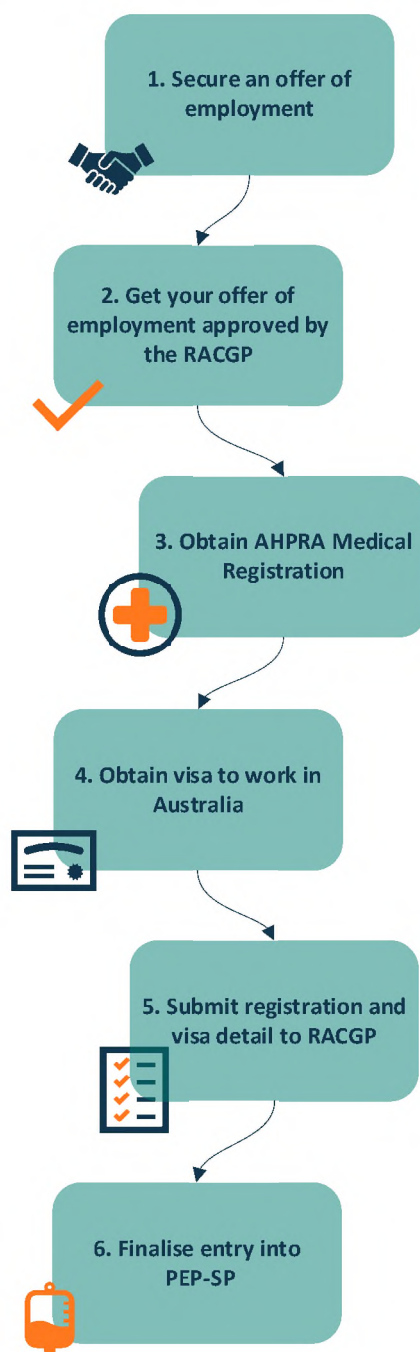 1. Secure an offer of
employment
2. Get your offer of
employment approved by
the RACGP
3. Obtain AHPRA Medical
Registration
4. Obtain visa to work in
Australia
5. Submit registration and
visa detail to RACGP
6. Finalise entry into
PEP-SP